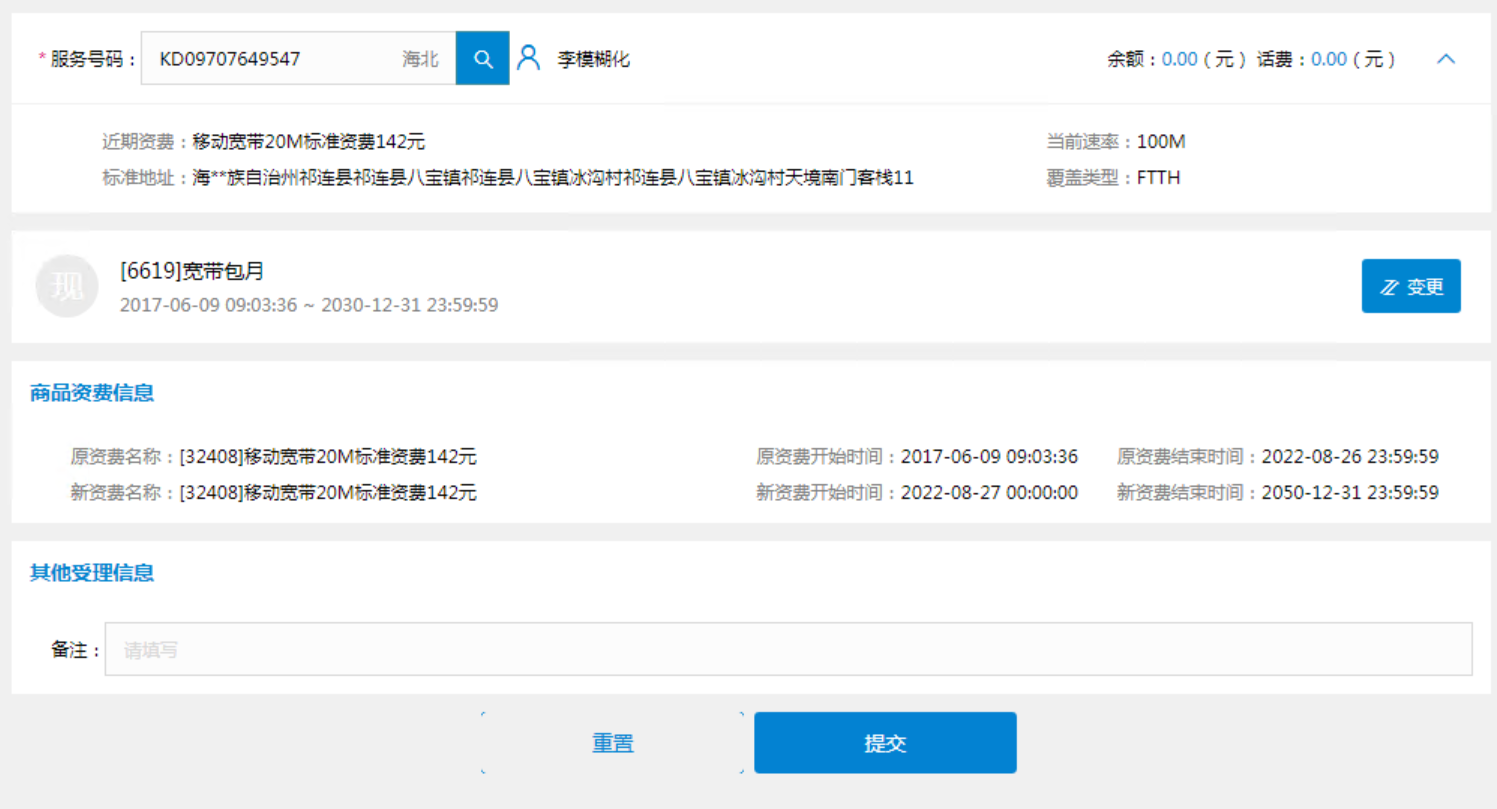 *服务号码：KD09707649547 海北 李模糊化 余额：0.00（元）话费：0.00（元）
近期资费：移动宽带20M标准资费142元 当前速率：100M
标准地址：海**族自治州祁连县祁连县八宝镇祁连县八宝镇冰沟村祁连县八宝镇冰沟村天境南门客栈11 覆盖类型：FTTH
现 [6619]宽带包月
2017-06-09 09:03:36 ~ 2030-12-31 23:59:59
变更
商品资费信息
原资费名称：[32408]移动宽带20M标准资费142元 原资费开始时间：2017-06-09 09:03:36 原资费结束时间：2022-08-26 23:59:59
新资费名称：[32408]移动宽带20M标准资费142元 新资费开始时间：2022-08-27 00:00:00 新资费结束时间：2050-12-31 23:59:59
其他受理信息
备注：请填写
重置 提交